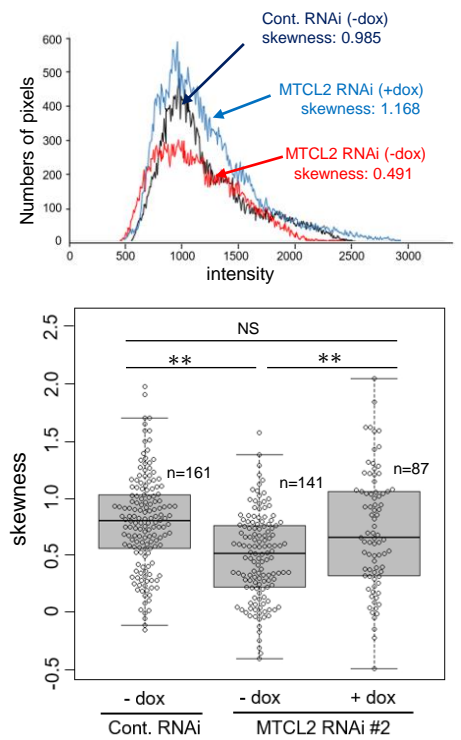 Cont. RNAi (-dox)
skewness: 0.985
MTCL2 RNAi (+dox)
skewness: 1.168
MTCL2 RNAi (-dox)
skewness: 0.491
Numbers of pixels
600
500
400
300
200
100
0
0 500 1000 1500 2000 2500 3000
intensity
NS
** **
n=161
n=141
n=87
skewness
2.5
2.0
1.5
1.0
0.5
0
-0.5
- dox - dox + dox
Cont. RNAi MTCL2 RNAi #2